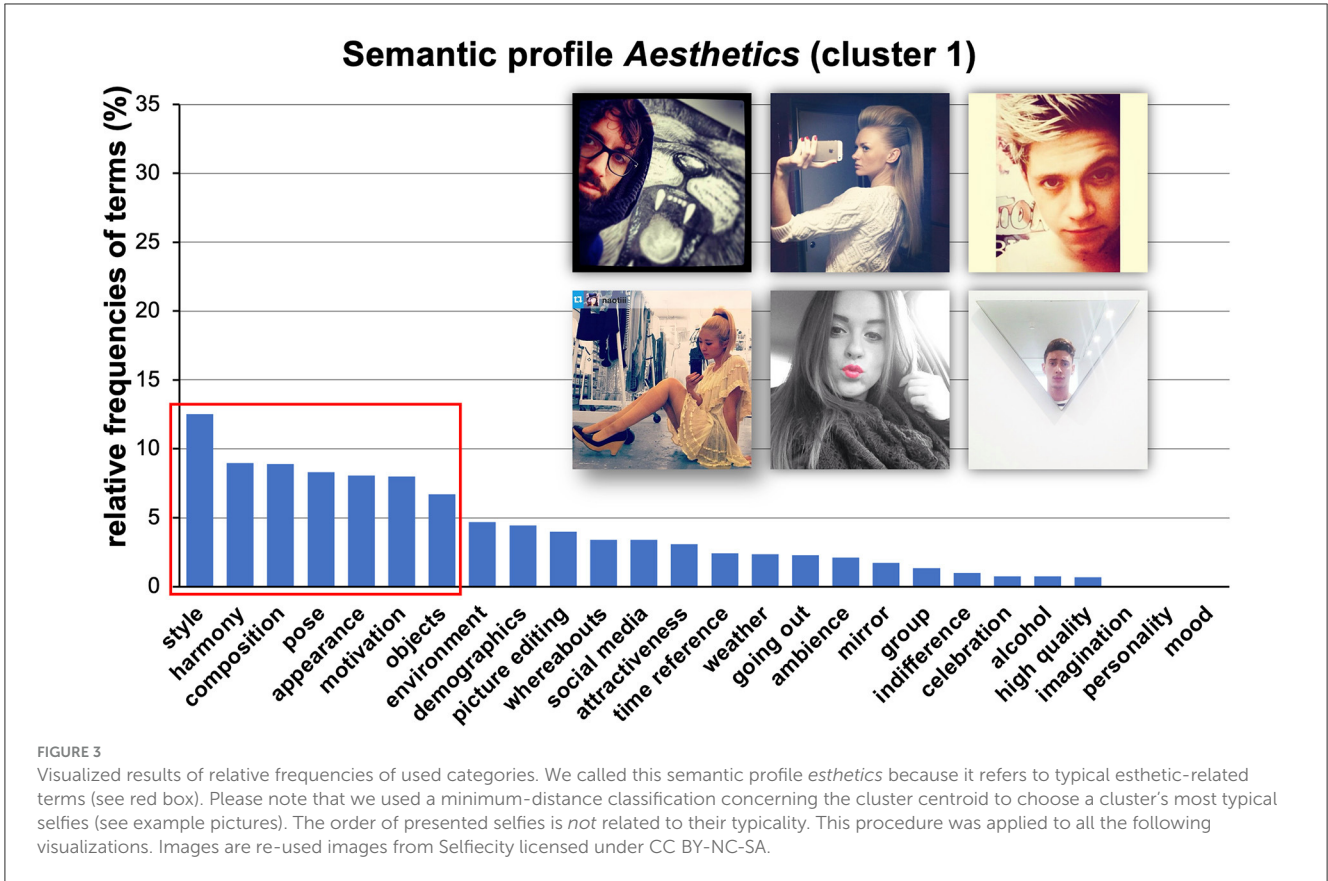 Semantic profile Aesthetics (cluster 1)
relative frequencies of terms (%)
35
30
25
20
15
10
5
0
naotiii
style
harmony
composition
pose
appearance
motivation
objects
environment
demographics
picture editing
whereabouts
social media
attractiveness
time reference
weather
going out
ambience
mirror
group
indifference
celebration
alcohol
high quality
imagination
personality
mood
FIGURE 3
Visualized results of relative frequencies of used categories. We called this semantic profile esthetics because it refers to typical esthetic-related
terms (see red box). Please note that we used a minimum-distance classification concerning the cluster centroid to choose a cluster's most typical
selfies (see example pictures). The order of presented selfies is not related to their typicality. This procedure was applied to all the following
visualizations. Images are re-used images from Selfiecity licensed under CC BY-NC-SA.